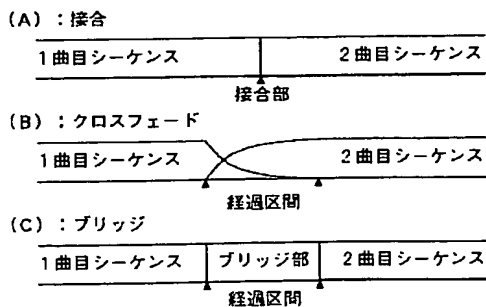 (A):接合
1曲目シーケンス 2曲目シーケンス
接合部
(B):クロスフェード
1曲目シーケンス 2曲目シーケンス
経過区間
(C):ブリッジ
1曲目シーケンス ブリッジ部 2曲目シーケンス
経過区間